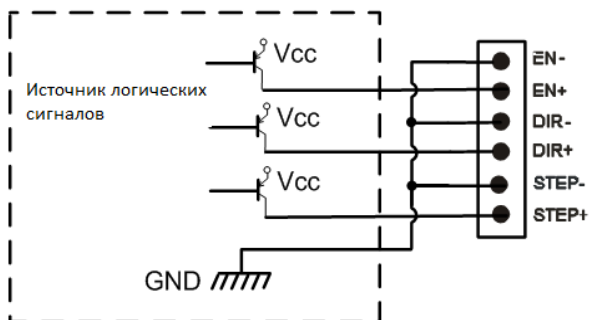 Vcc
Источник логических
сигналов
Vcc
Vcc
GND
EN-
EN+
DIR-
DIR+
STEP-
STEP+